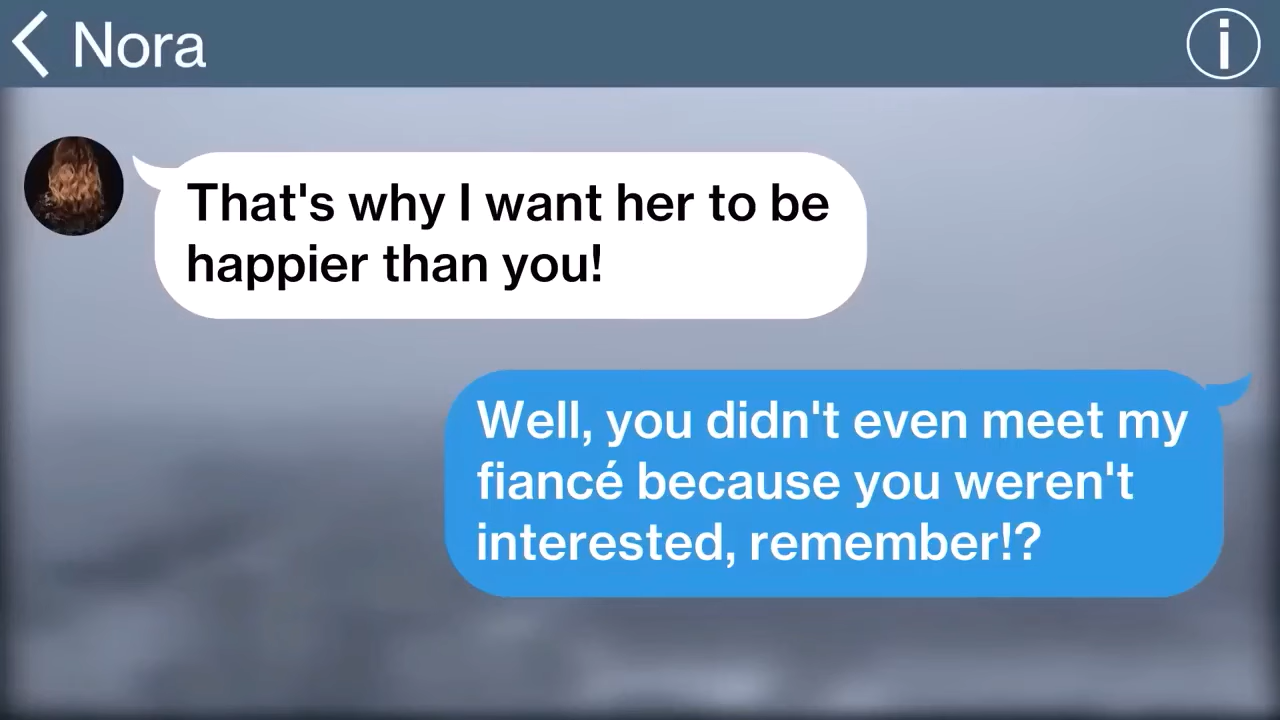 Nora
That's why I want her to be
happier than you!
Well, you didn't even meet my
fiancé because you weren't
interested, remember!?